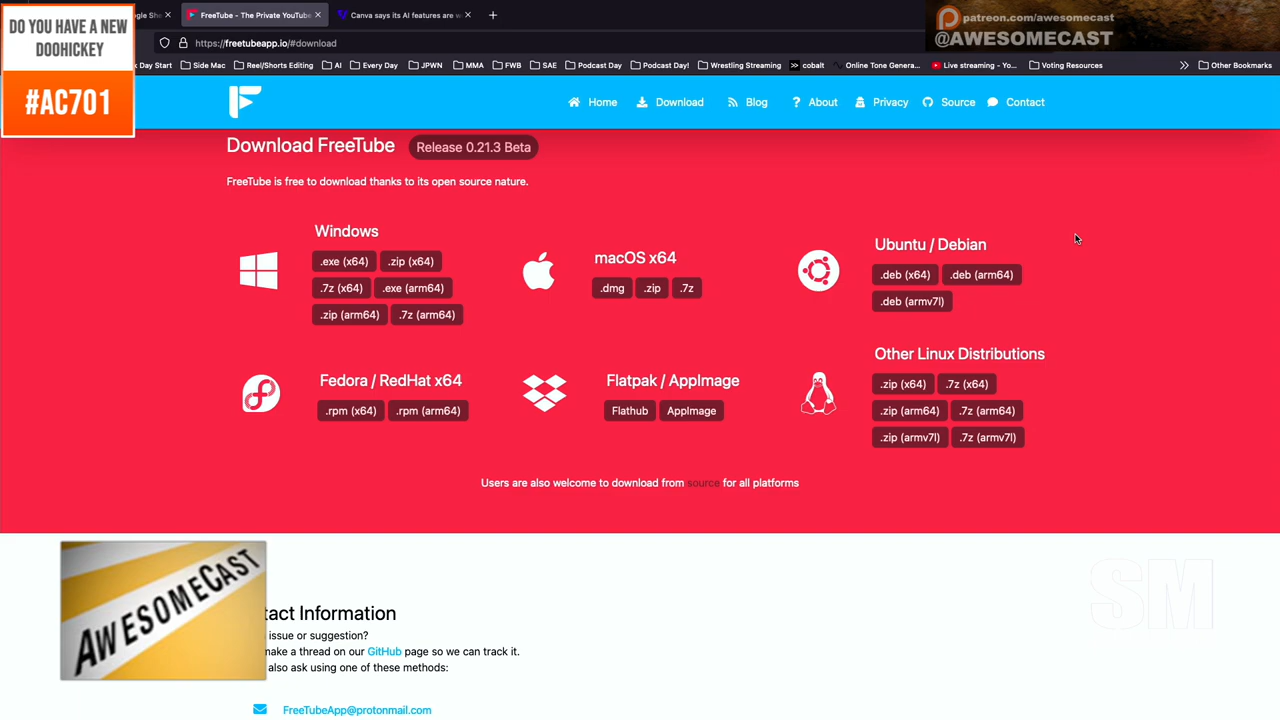 DO YOU HAVE A NEW
DOOHICKEY
#AC701
gle She
FreeTube - The Private YouTube
Canva says its AI features are w
patreon.com/awesomecast
@AWESOMECAST
https://freetubeapp.io/#download
k Day Start
Side Mac
Reel/Shorts Editing
AI
Every Day
JPWN
MMA
FWB
SAE
Podcast Day
Podcast Day!
Wrestling Streaming
cobalt
Online Tone Genera...
Live streaming - Yo...
Voting Resources
Other Bookmarks
Home
Download
Blog
About
Privacy
Source
Contact
Download FreeTube
Release 0.21.3 Beta
FreeTube is free to download thanks to its open source nature.
Windows
.exe (x64) .zip (x64)
.7z (x64) .exe (arm64)
.zip (arm64) .7z (arm64)
macOS x64
.dmg .zip .7z
Ubuntu / Debian
.deb (x64) .deb (arm64)
.deb (armv7l)
Fedora / RedHat x64
.rpm (x64) .rpm (arm64)
Flatpak / AppImage
Flathub AppImage
Other Linux Distributions
.zip (x64) .7z (x64)
.zip (arm64) .7z (arm64)
.zip (armv7l) .7z (armv7l)
Users are also welcome to download from source for all platforms
AWESOMECAST
SM
tact Information
issue or suggestion?
make a thread on our GitHub page so we can track it.
also ask using one of these methods:
FreeTubeApp@protonmail.com